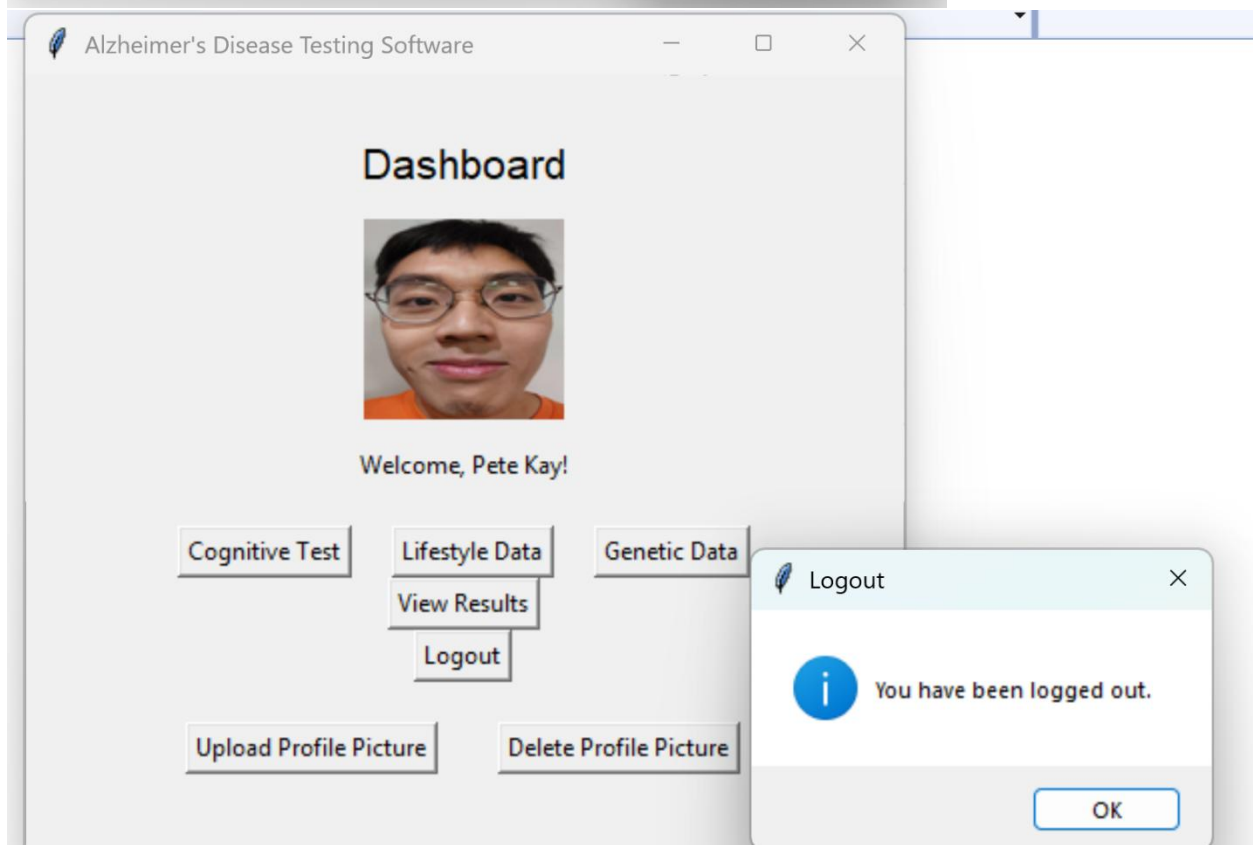 Alzheimer's Disease Testing Software
Dashboard
Welcome, Pete Kay!
Cognitive Test Lifestyle Data Genetic Data
View Results
Logout
Upload Profile Picture Delete Profile Picture
Logout
You have been logged out.
OK